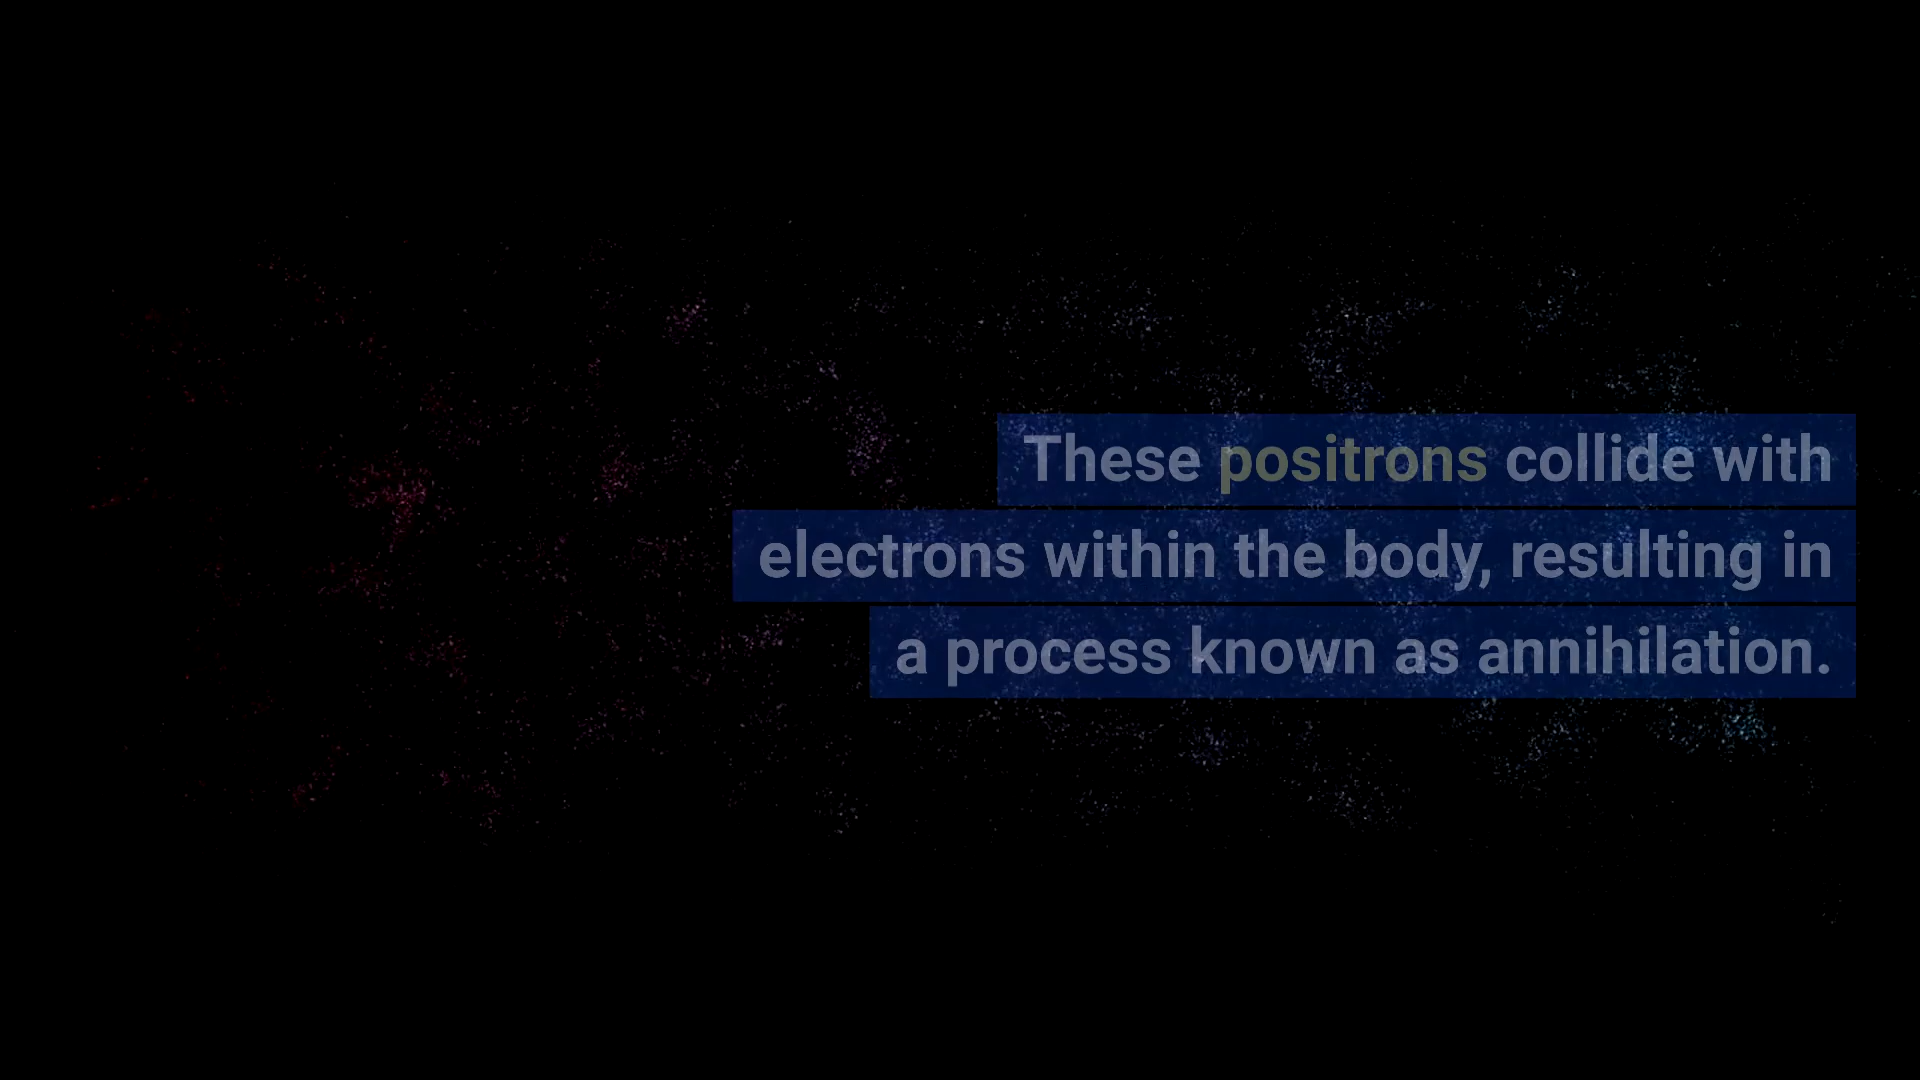 These positrons collide with
electrons within the body, resulting in
a process known as annihilation.